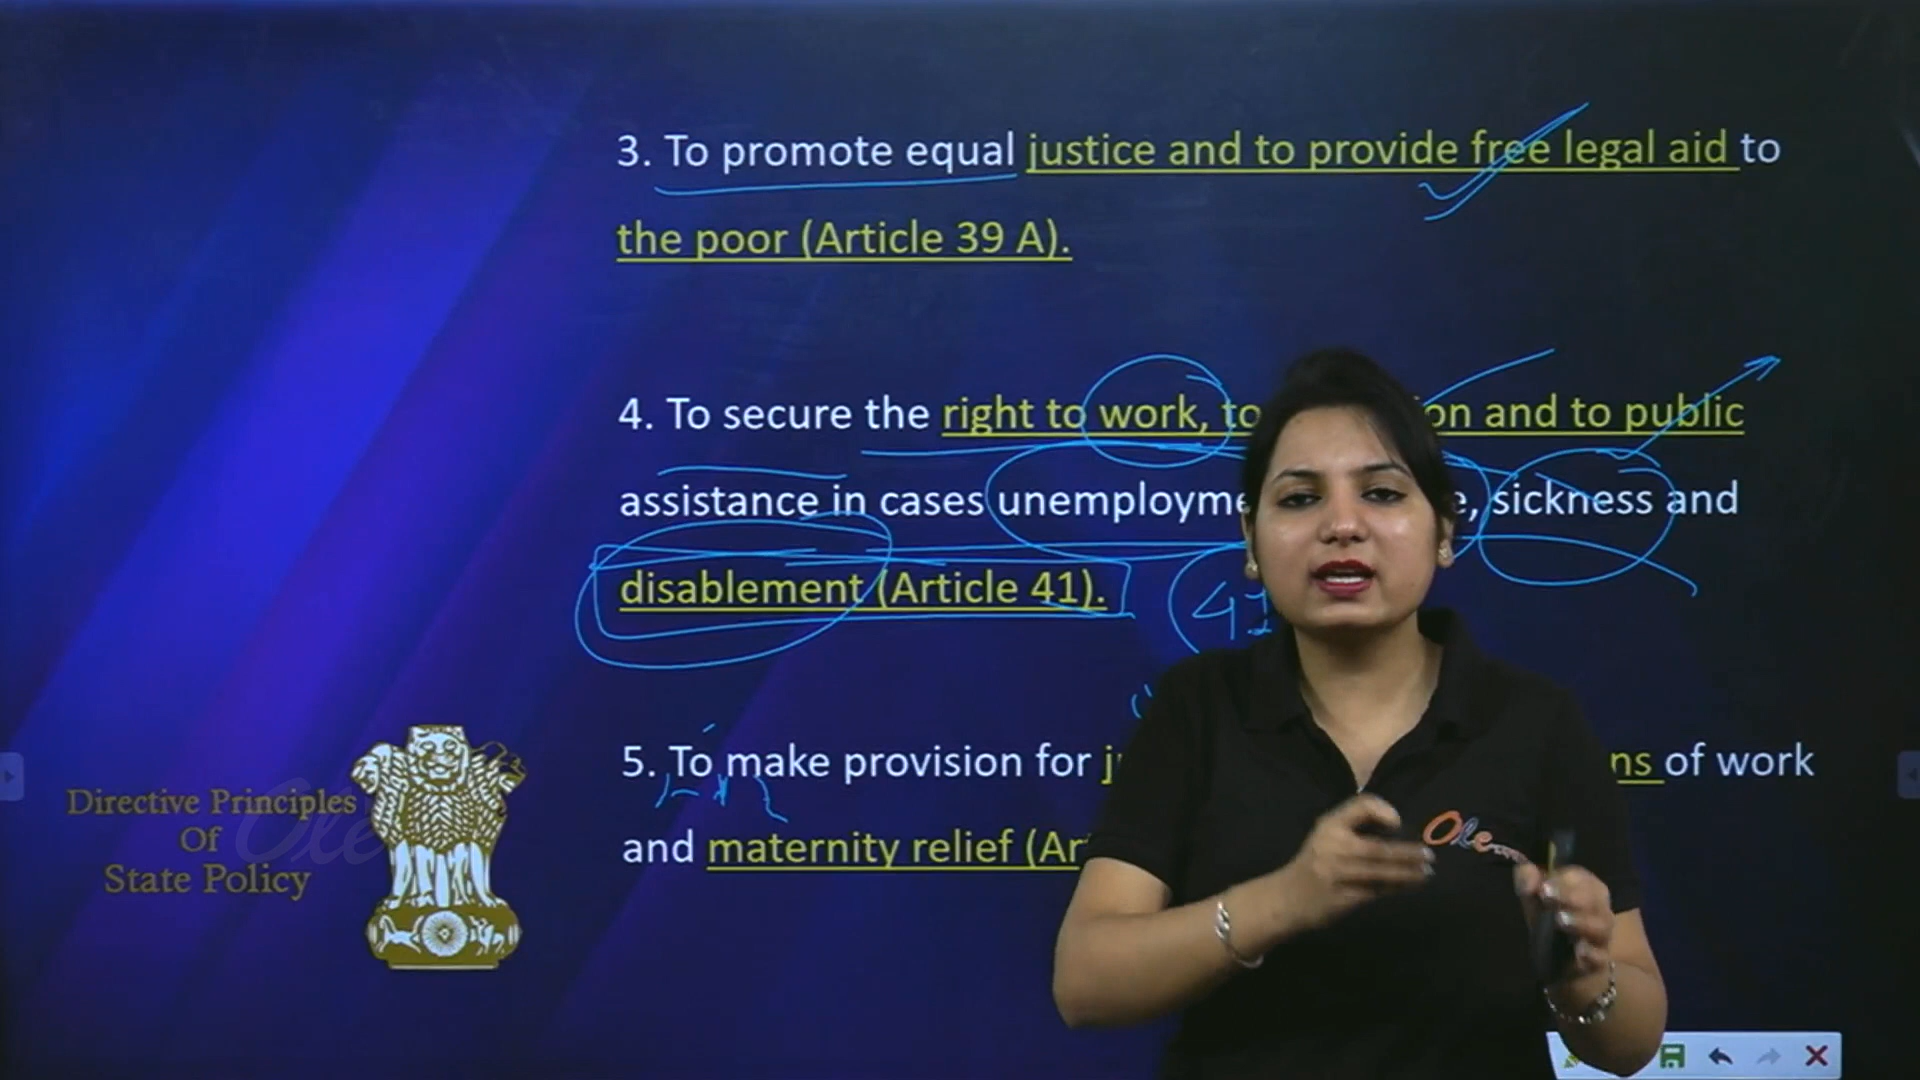 3. To promote equal justice and to provide free legal aid to
the poor (Article 39 A).
4. To secure the right to work, to on and to public
assistance in cases unemployme e, sickness and
disablement (Article 41).
41
5. To make provision for j ns of work
and maternity relief (Ar
Directive Principles
Of
State Policy
Ole